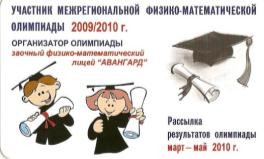 УЧАСТНИК МЕЖРЕГИОНАЛЬНОЙ ФИЗИКО-МАТЕМАТИЧЕСКОЙ
ОЛИМПИАДЫ 2009/2010 г.
ОРГАНИЗАТОР ОЛИМПИАДЫ
заочный физико-математический
лицей "АВАНГАРД"
Рассылка
результатов олимпиады
март–май 2010 г.